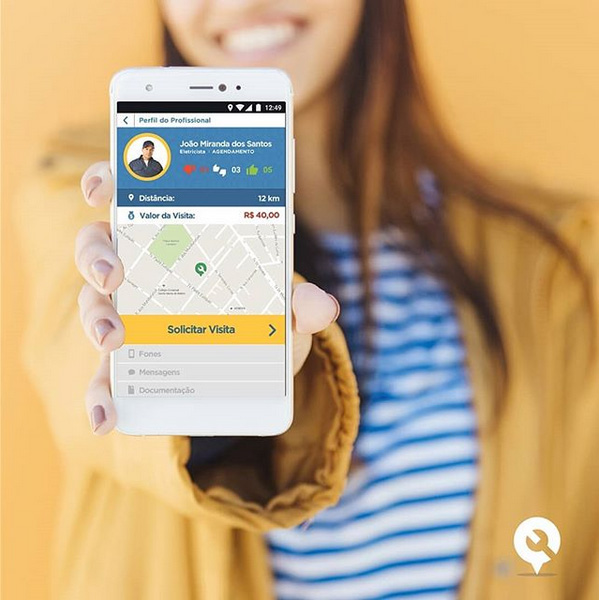 12:49
Perfil do Profissional
João Miranda dos Santos
Eletricista | AGENDAMENTO
03 05
Distância: 12 km
Valor da Visita: R$ 40,00
Solicitar Visita
Fones
Mensagens
Documentação